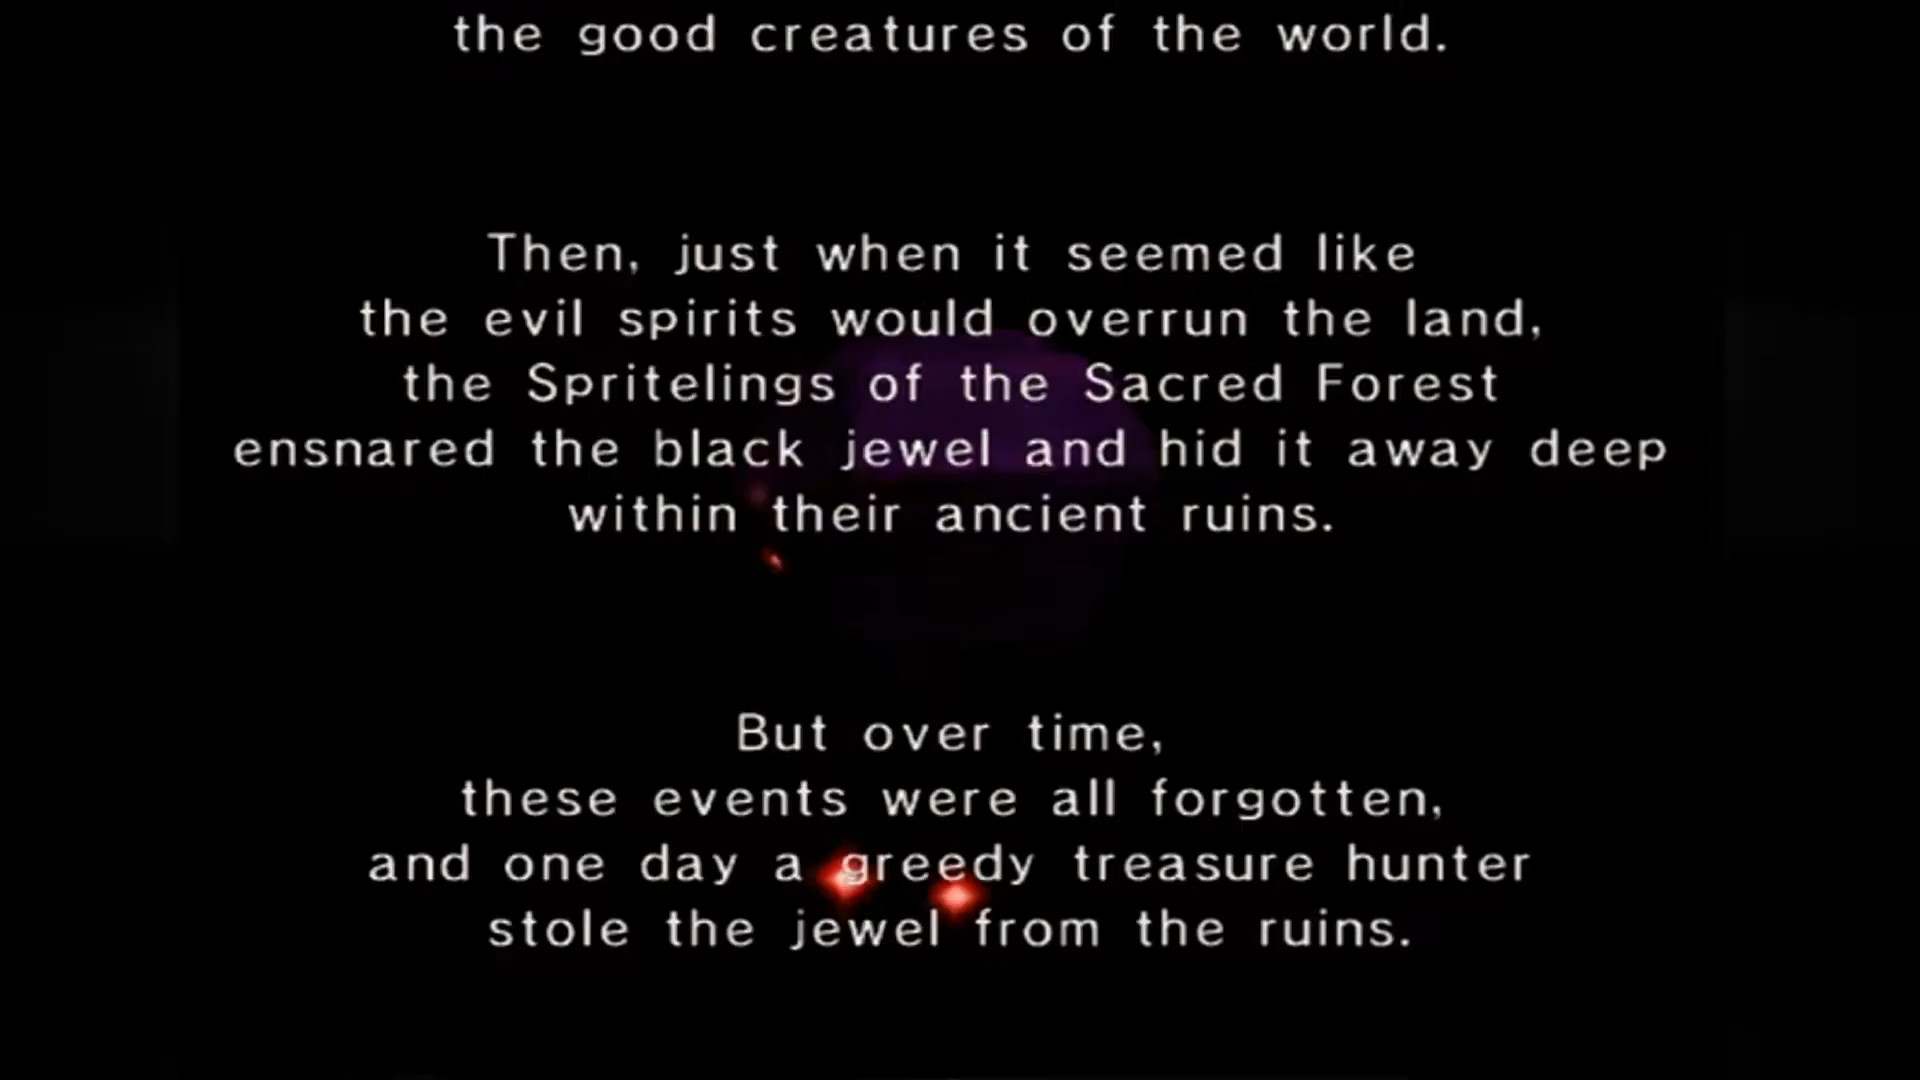 the good creatures of the world.
Then, just when it seemed like
the evil spirits would overrun the land,
the Spritelings of the Sacred Forest
ensnared the black jewel and hid it away deep
within their ancient ruins.
But over time,
these events were all forgotten,
and one day a greedy treasure hunter
stole the jewel from the ruins.